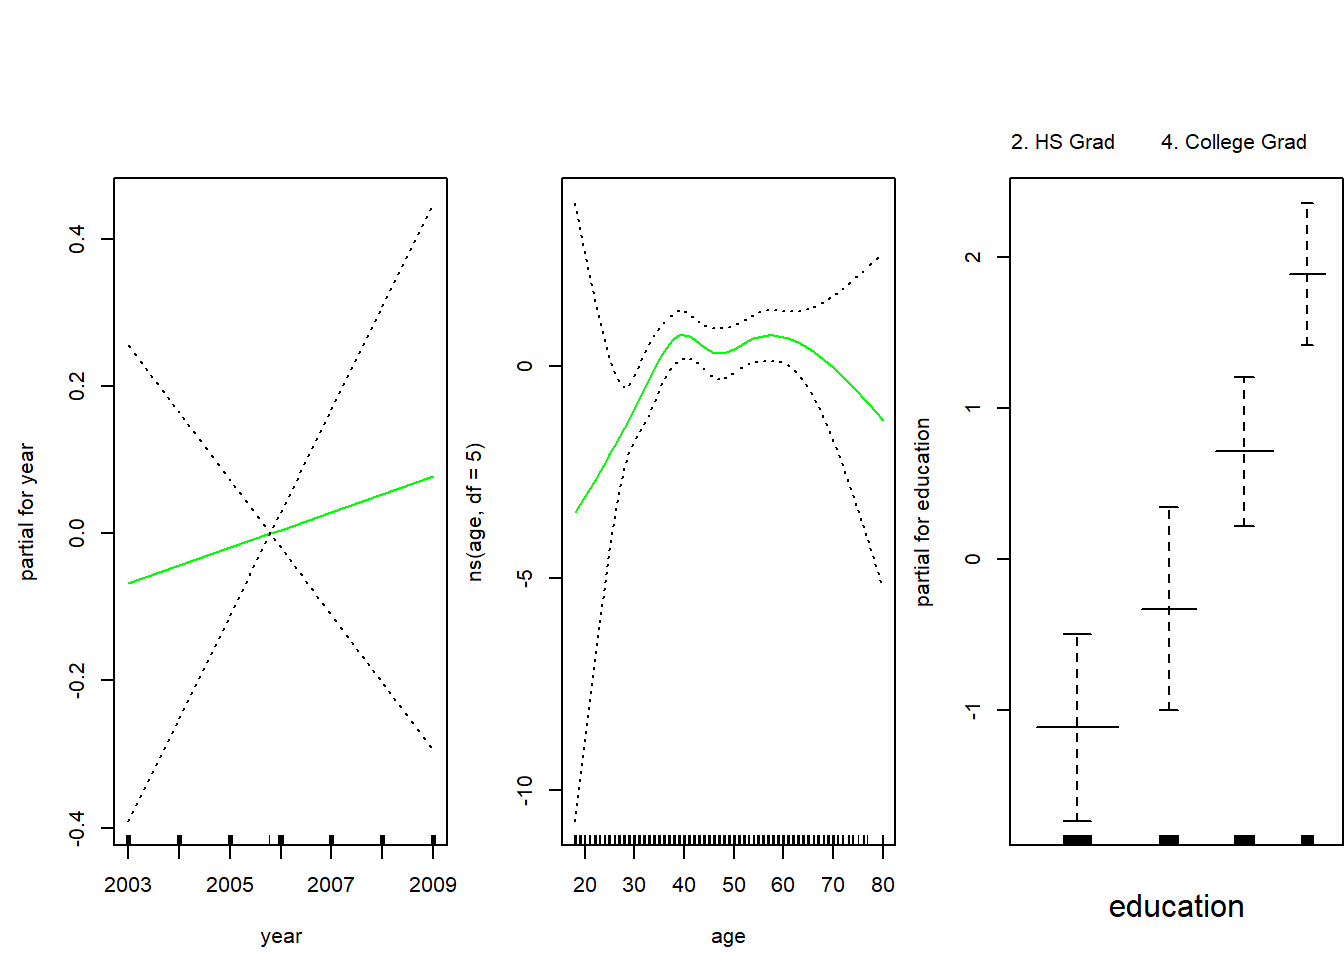 partial for year
0.4
0.2
0.0
-0.2
-0.4
2003 2005 2007 2009
year
ns(age, df = 5)
0
-5
-10
20 30 40 50 60 70 80
age
2. HS Grad 4. College Grad
partial for education
2
1
0
-1
education